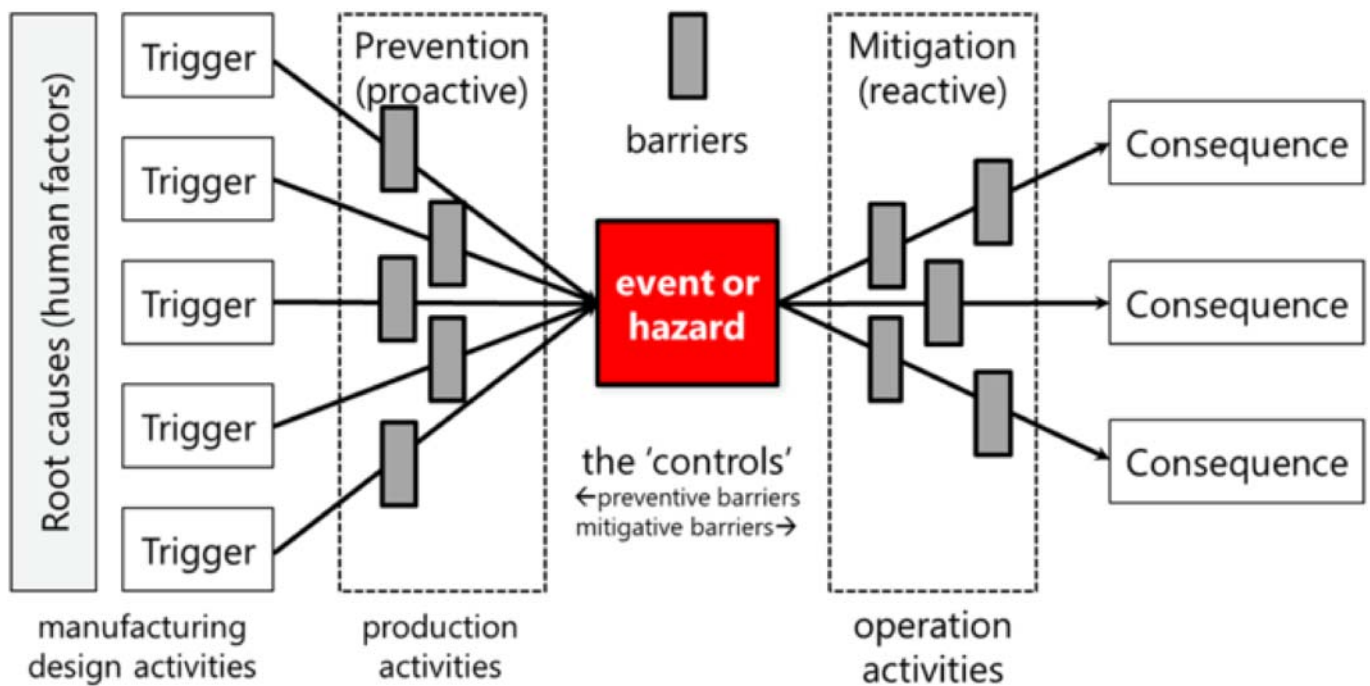 Root causes (human factors)
Trigger
Trigger
Trigger
Trigger
Trigger
manufacturing
design activities
Prevention
(proactive)
production
activities
barriers
event or
hazard
the ‘controls’
←preventive barriers
mitigative barriers→
Mitigation
(reactive)
operation
activities
Consequence
Consequence
Consequence